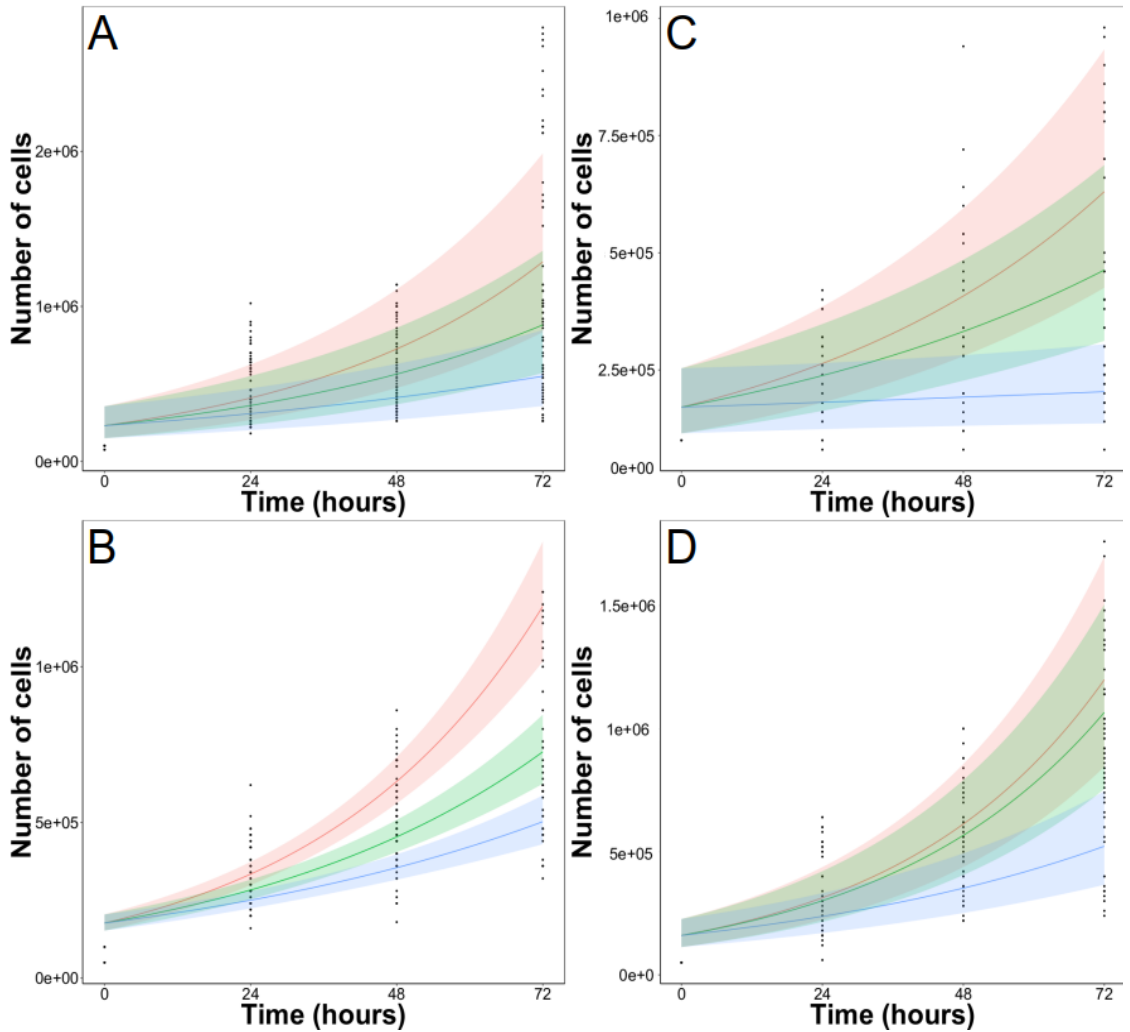 A
Number of cells
2e+06
1e+06
0e+00
0
24
48
72
Time (hours)
C
Number of cells
1e+06
7.5e+05
5e+05
2.5e+05
0e+00
0
24
48
72
Time (hours)
B
Number of cells
1e+06
5e+05
0e+00
0
24
48
72
Time (hours)
D
Number of cells
1.5e+06
1e+06
5e+05
0e+0
0
24
48
72
Time (hours)